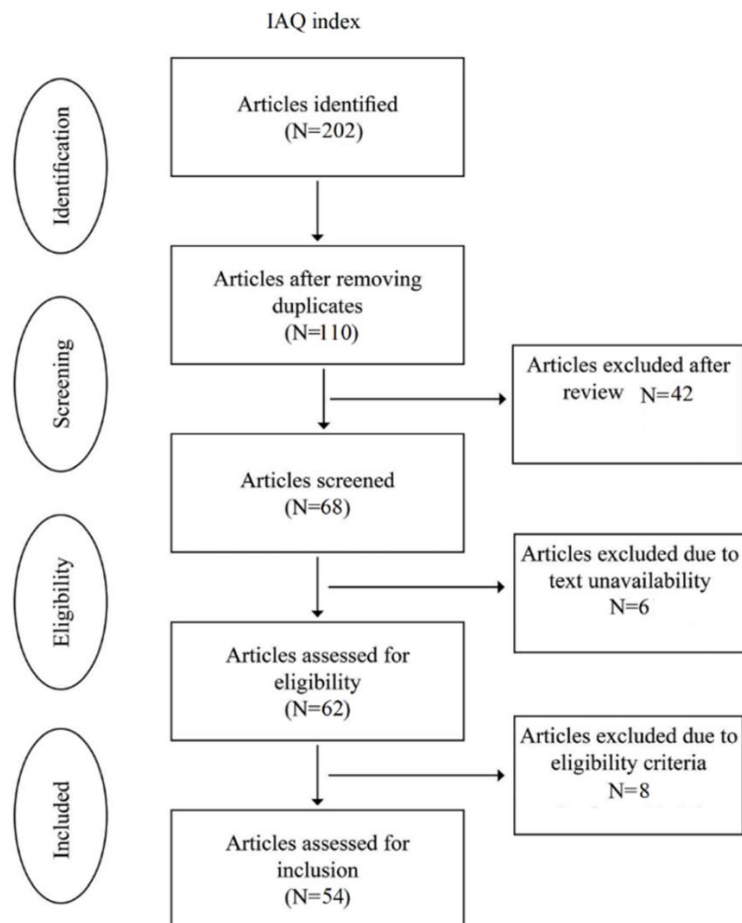 IAQ index
Identification
Articles identified
(N=202)
Articles after removing
duplicates
(N=110)
Screening
Articles excluded after
review N=42
Articles screened
(N=68)
Eligibility
Articles excluded due to
text unavailability
N=6
Articles assessed for
eligibility
(N=62)
Included
Articles excluded due to
eligibility criteria
N=8
Articles assessed for
inclusion
(N=54)